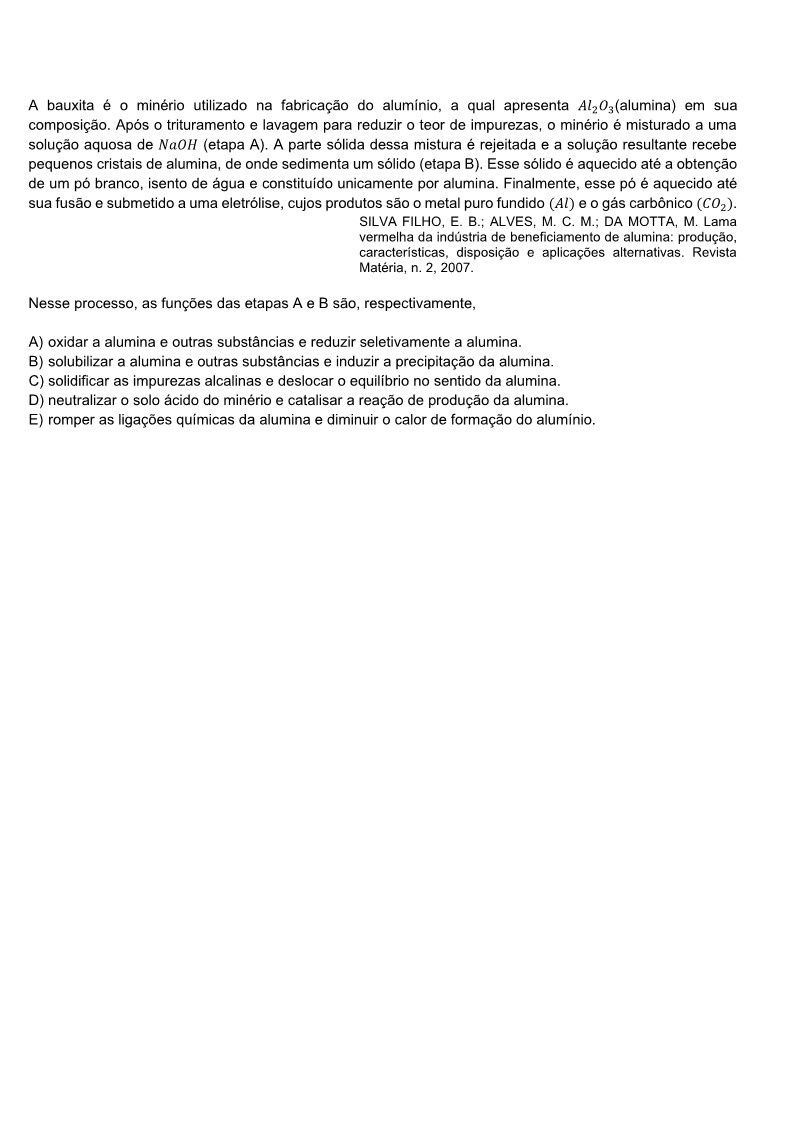 A bauxita é o minério utilizado na fabricação do alumínio, a qual apresenta Al₂O₃(alumina) em sua
composição. Após o trituramento e lavagem para reduzir o teor de impurezas, o minério é misturado a uma
solução aquosa de NaOH (etapa A). A parte sólida dessa mistura é rejeitada e a solução resultante recebe
pequenos cristais de alumina, de onde sedimenta um sólido (etapa B). Esse sólido é aquecido até a obtenção
de um pó branco, isento de água e constituído unicamente por alumina. Finalmente, esse pó é aquecido até
sua fusão e submetido a uma eletrólise, cujos produtos são o metal puro fundido (Al) e o gás carbônico (CO₂).
SILVA FILHO, E. B.; ALVES, M. C. M.; DA MOTTA, M. Lama
vermelha da indústria de beneficiamento de alumina: produção,
características, disposição e aplicações alternativas. Revista
Matéria, n. 2, 2007.
Nesse processo, as funções das etapas A e B são, respectivamente,
A) oxidar a alumina e outras substâncias e reduzir seletivamente a alumina.
B) solubilizar a alumina e outras substâncias e induzir a precipitação da alumina.
C) solidificar as impurezas alcalinas e deslocar o equilíbrio no sentido da alumina.
D) neutralizar o solo ácido do minério e catalisar a reação de produção da alumina.
E) romper as ligações químicas da alumina e diminuir o calor de formação do alumínio.